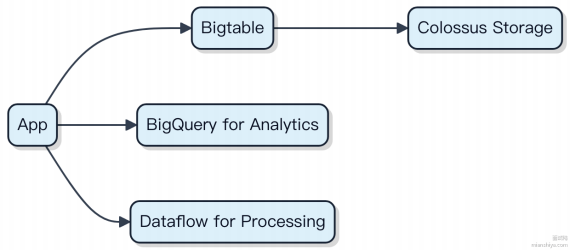 Bigtable
Colossus Storage
App
BigQuery for Analytics
Dataflow for Processing